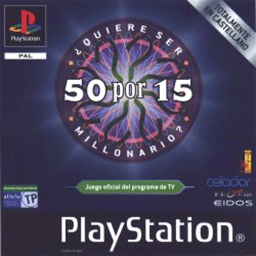 PlayStation
PAL
TOTALMENTE
EN CASTELLANO
¿QUIERE SER
50 por 15
MILLONARIO?
Juego oficial del programa de TV
celador
EIDOS
TP
PlayStation®